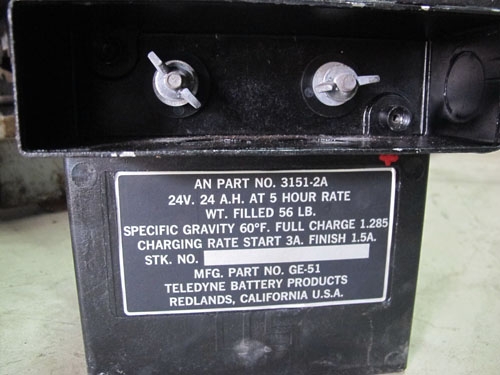 +
AN PART NO. 3151-2A
24V. 24 A.H. AT 5 HOUR RATE
WT. FILLED 56 LB.
SPECIFIC GRAVITY 60°F. FULL CHARGE 1.285
CHARGING RATE START 3A. FINISH 1.5A.
STK. NO.
MFG. PART NO. GE-51
TELEDYNE BATTERY PRODUCTS
REDLANDS, CALIFORNIA U.S.A.